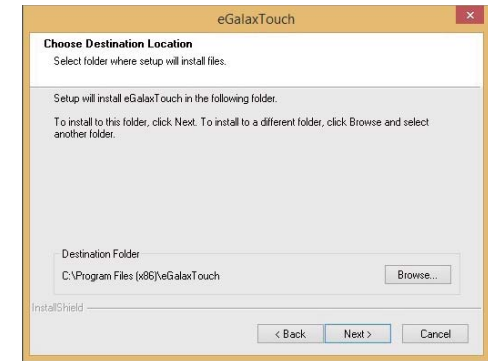 eGalaxTouch
Choose Destination Location
Select folder where setup will install files.
Setup will install eGalaxTouch in the following folder.
To install to this folder, click Next. To install to a different folder, click Browse and select
another folder.
Destination Folder
C:\Program Files (x86)\eGalaxTouch
Browse...
InstallShield
< Back
Next >
Cancel